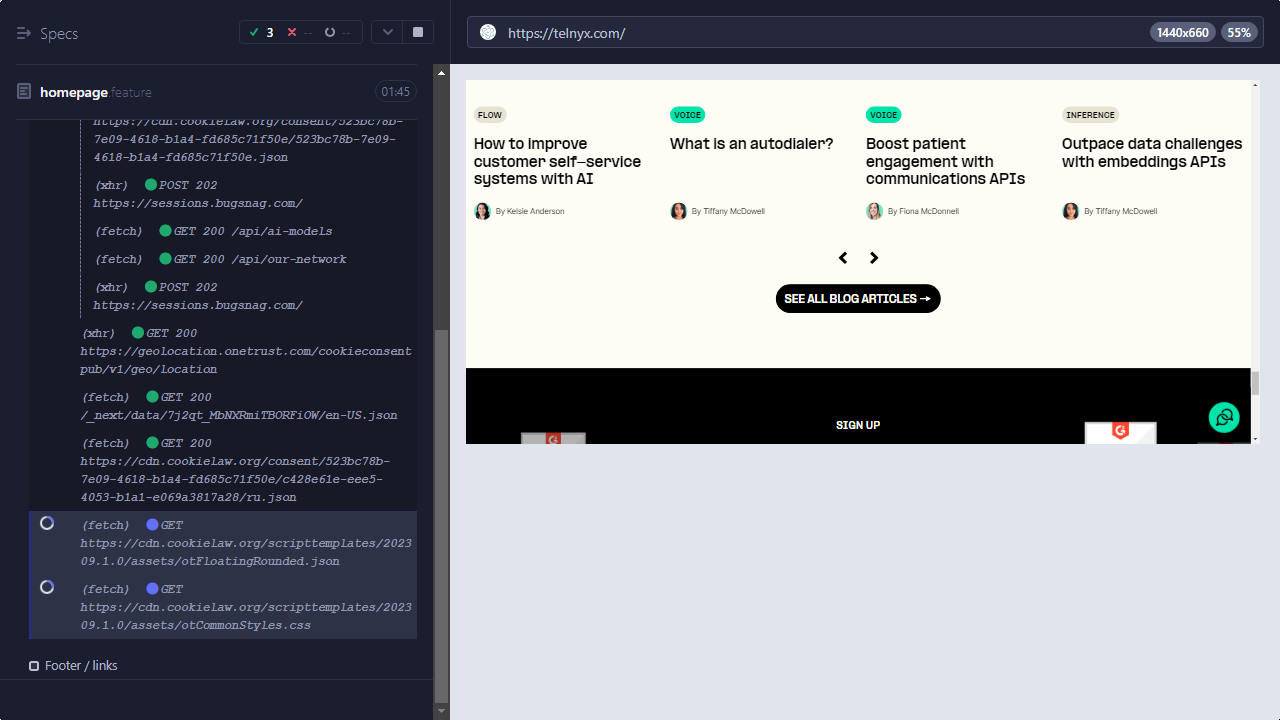 Specs
3
--
--
homepage.feature
01:45
https://cdn.cookielaw.org/consent/523bc78b-
7e09-4618-b1a4-fd685c71f50e/523bc78b-7e09-
4618-b1a4-fd685c71f50e.json
(xhr) POST 202
https://sessions.bugsnag.com/
(fetch) GET 200 /api/ai-models
(fetch) GET 200 /api/our-network
(xhr) POST 202
https://sessions.bugsnag.com/
(xhr) GET 200
https://geolocation.onetrust.com/cookieconsent
pub/v1/geo/location
(fetch) GET 200
/_next/data/7j2qt_MbNXRmiTBORFiOW/en-US.json
(fetch) GET 200
https://cdn.cookielaw.org/consent/523bc78b-
7e09-4618-b1a4-fd685c71f50e/c428e61e-eee5-
4053-b1a1-e069a3817a28/ru.json
(fetch) GET
https://cdn.cookielaw.org/scripttemplates/2023
09.1.0/assets/otFloatingRounded.json
(fetch) GET
https://cdn.cookielaw.org/scripttemplates/2023
09.1.0/assets/otCommonStyles.css
Footer / links
https://telnyx.com/
1440x660
55%
FLOW
How to improve
customer self-service
systems with AI
By Kelsie Anderson
VOICE
What is an autodialer?
By Tiffany McDowell
VOICE
Boost patient
engagement with
communications APIs
By Fiona McDonnell
INFERENCE
Outpace data challenges
with embeddings APIs
By Tiffany McDowell
SEE ALL BLOG ARTICLES →
SIGN UP